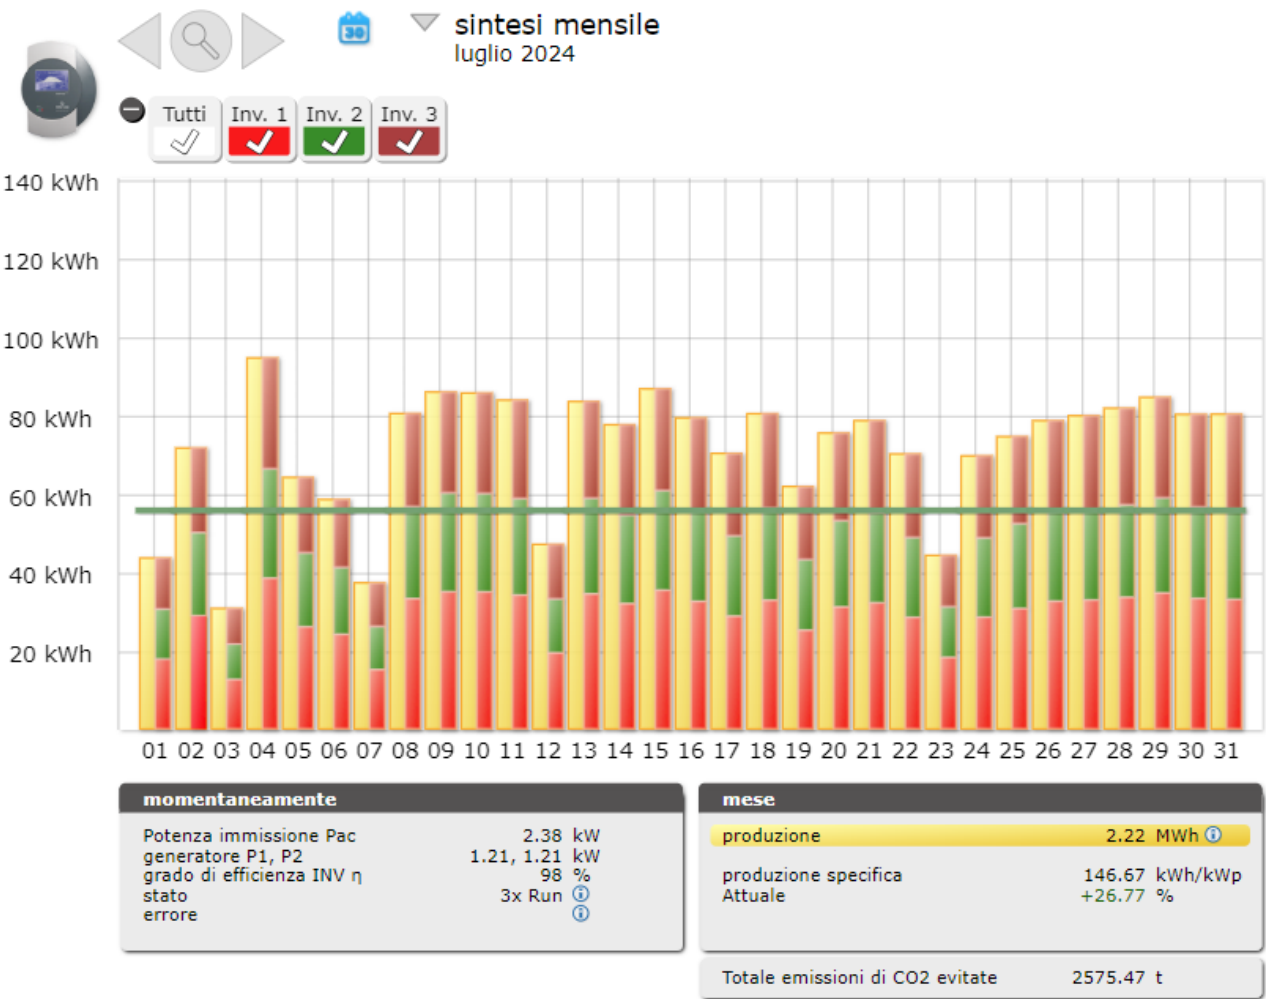 30
sintesi mensile
luglio 2024
Tutti Inv. 1 Inv. 2 Inv. 3
140 kWh
120 kWh
100 kWh
80 kWh
60 kWh
40 kWh
20 kWh
01 02 03 04 05 06 07 08 09 10 11 12 13 14 15 16 17 18 19 20 21 22 23 24 25 26 27 28 29 30 31
momentaneamente
Potenza immissione Pac 2.38 kW
generatore P1, P2 1.21, 1.21 kW
grado di efficienza INV η 98 %
stato 3x Run
errore
mese
produzione 2.22 MWh
produzione specifica 146.67 kWh/kWp
Attuale +26.77 %
Totale emissioni di CO2 evitate 2575.47 t